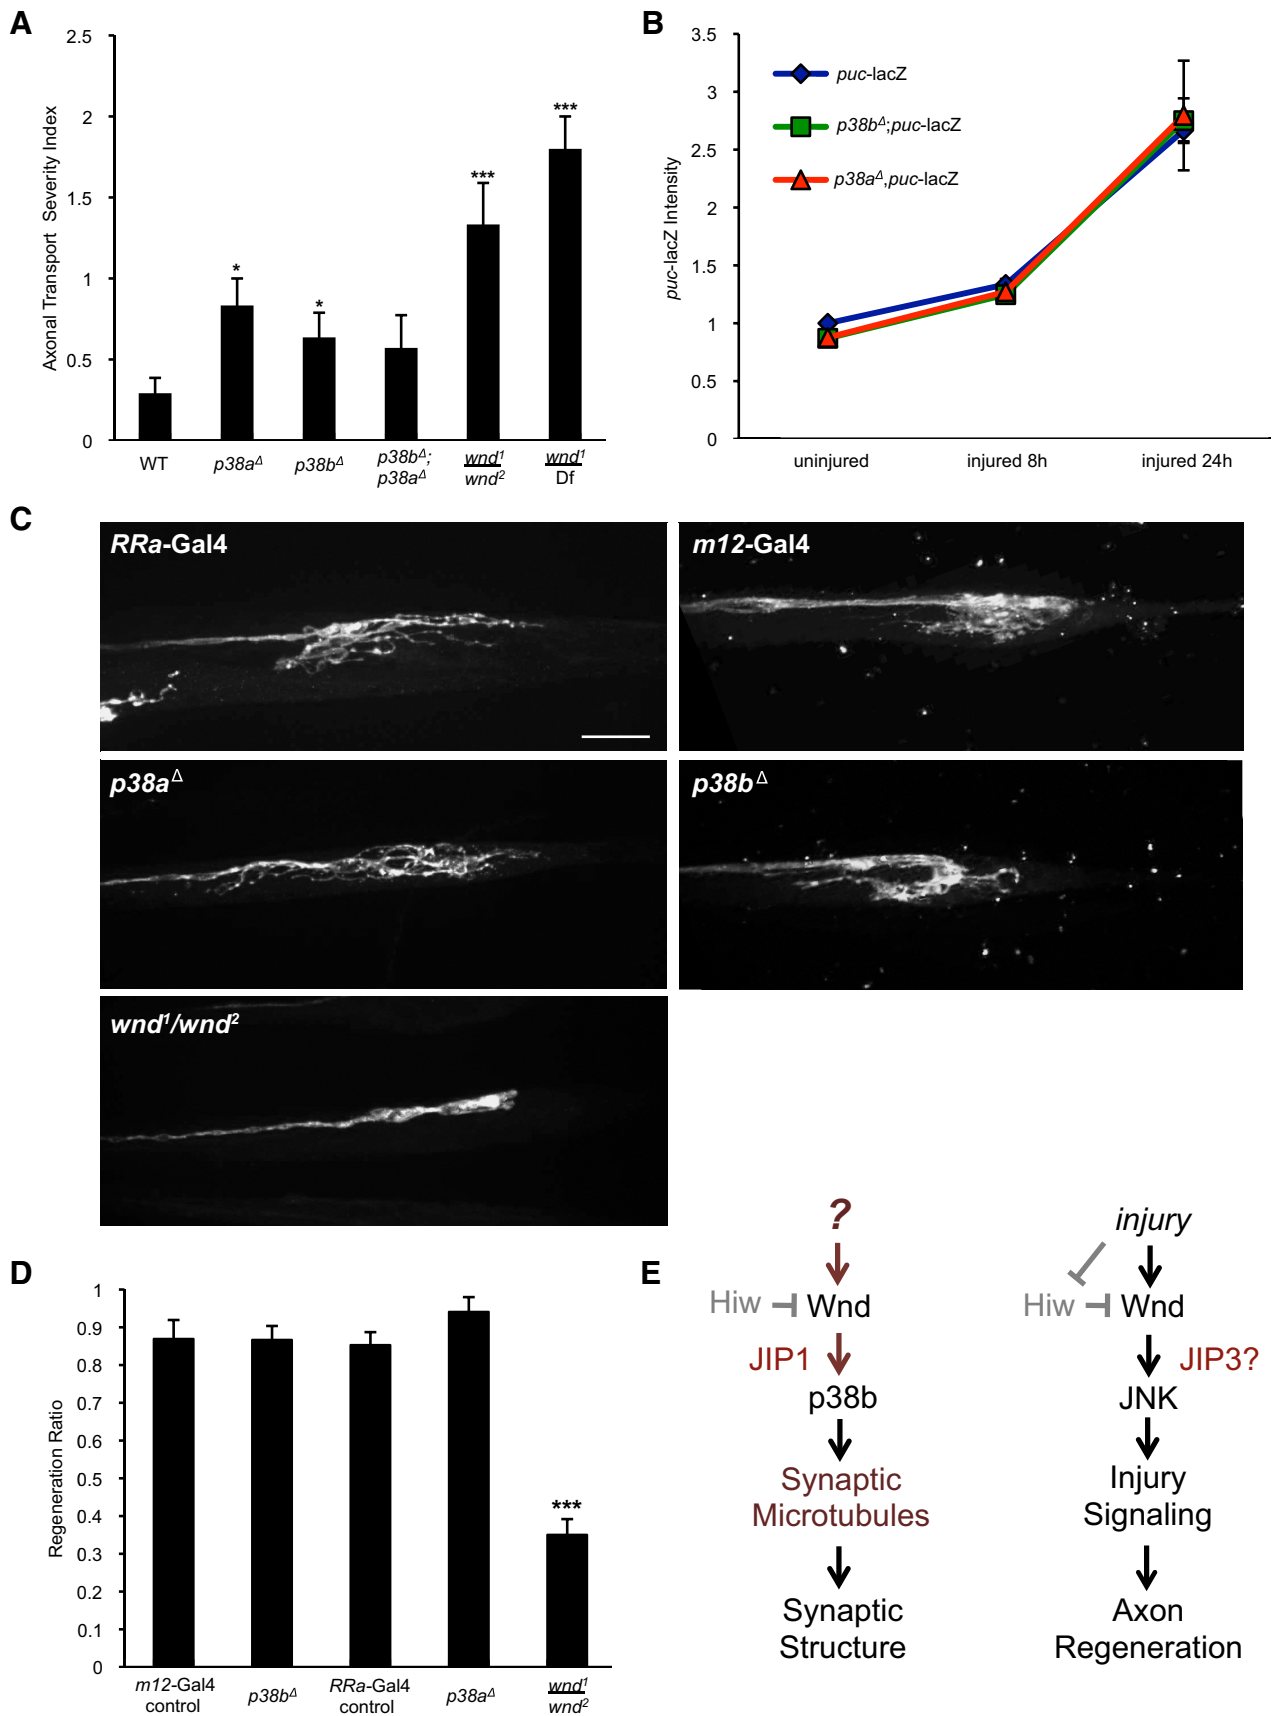 A
Axonal Transport Severity Index
2.5
2
1.5
1
0.5
0
*
*
***
***
WT
p38aΔ
p38bΔ
p38bΔ;
p38aΔ
wnd1
wnd2
wnd1
Df
B
puc-lacZ Intensity
3.5
3
2.5
2
1.5
1
0.5
0
puc-lacZ
p38bΔ;puc-lacZ
p38aΔ,puc-lacZ
uninjured
injured 8h
injured 24h
C
RRa-Gal4
m12-Gal4
p38aΔ
p38bΔ
wnd1/wnd2
D
Regeneration Ratio
1
0.9
0.8
0.7
0.6
0.5
0.4
0.3
0.2
0.1
0
***
m12-Gal4
control
p38bΔ
RRa-Gal4
control
p38aΔ
wnd1
wnd2
E
?
Hiw
Wnd
JIP1
p38b
Synaptic
Microtubules
Synaptic
Structure
injury
Hiw
Wnd
JIP3?
JNK
Injury
Signaling
Axon
Regeneration